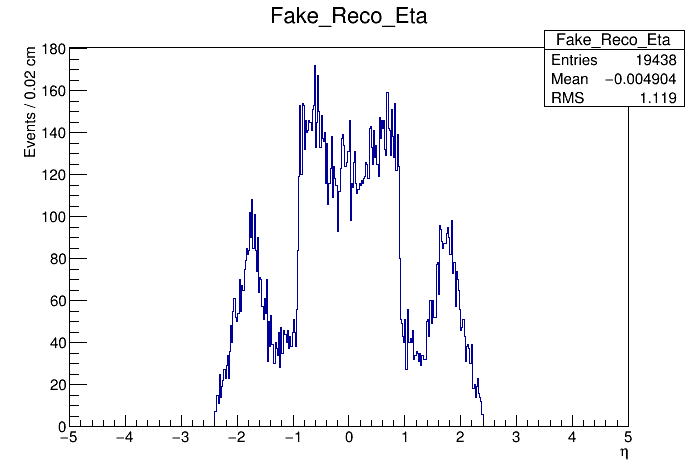 Fake_Reco_Eta
Fake_Reco_Eta
Entries 19438
Mean −0.004904
RMS 1.119
Events / 0.02 cm
180
160
140
120
100
80
60
40
20
0
−5 −4 −3 −2 −1 0 1 2 3 4 5
η